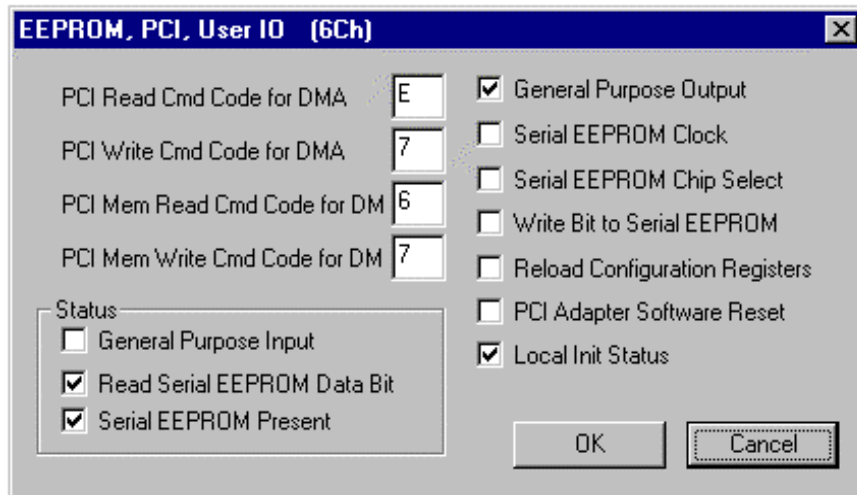 EEPROM, PCI, User IO (6Ch)
PCI Read Cmd Code for DMA E
PCI Write Cmd Code for DMA 7
PCI Mem Read Cmd Code for DM 6
PCI Mem Write Cmd Code for DM 7
Status
General Purpose Input
Read Serial EEPROM Data Bit
Serial EEPROM Present
General Purpose Output
Serial EEPROM Clock
Serial EEPROM Chip Select
Write Bit to Serial EEPROM
Reload Configuration Registers
PCI Adapter Software Reset
Local Init Status
OK Cancel